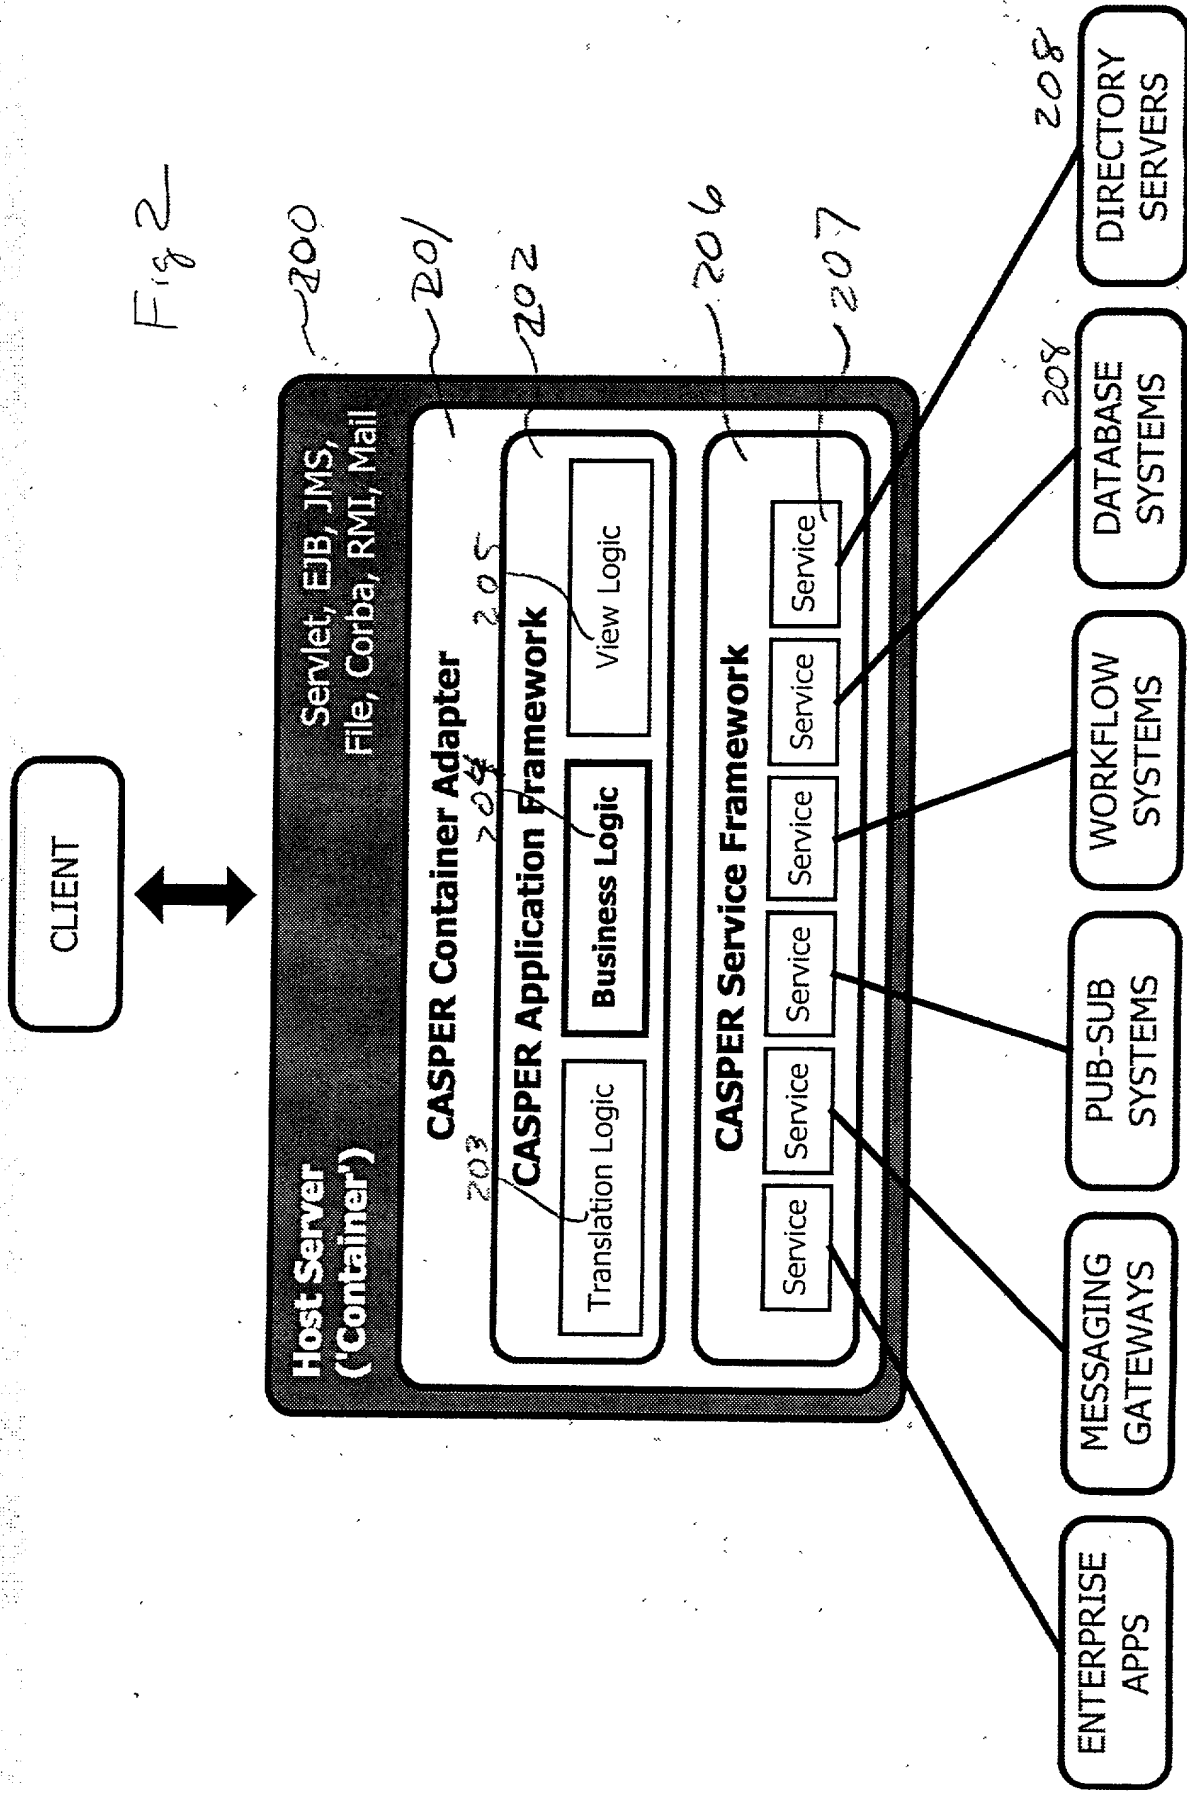 Fig 2
CLIENT
200
Host Server
('Container')
Servlet, EJB, JMS,
File, Corba, RMI, Mail
201
CASPER Container Adapter
202
203
204
205
CASPER Application Framework
Translation Logic
Business Logic
View Logic
206
CASPER Service Framework
207
Service
Service
Service
Service
Service
Service
208
208
ENTERPRISE
APPS
MESSAGING
GATEWAYS
PUB-SUB
SYSTEMS
WORKFLOW
SYSTEMS
DATABASE
SYSTEMS
DIRECTORY
SERVERS